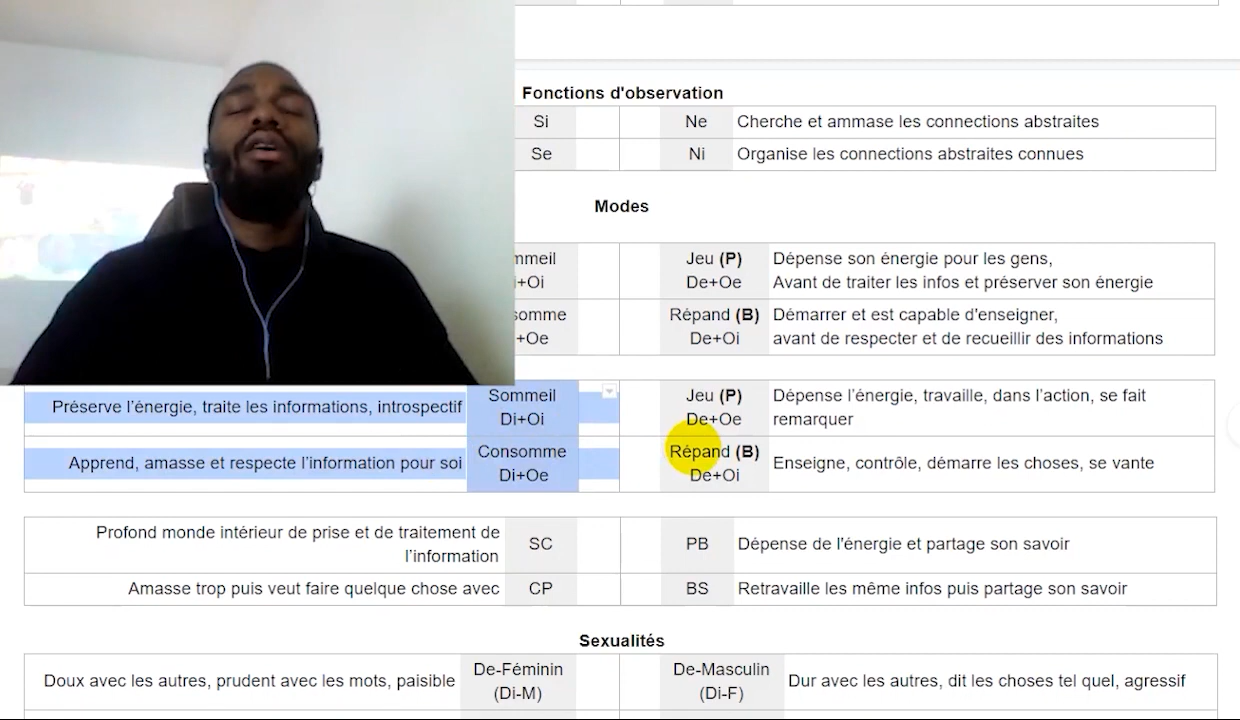 Fonctions d'observation
Si Ne Cherche et ammase les connections abstraites
Se Ni Organise les connections abstraites connues
Modes
Jeu (P) Dépense son énergie pour les gens,
De+Oe Avant de traiter les infos et préserver son énergie
Répand (B) Démarrer et est capable d'enseigner,
+Oe De+Oi avant de respecter et de recueillir des informations
Sommeil Jeu (P) Dépense l'énergie, travaille, dans l'action, se fait
Préserve l'énergie, traite les informations, introspectif
Di+Oi De+Oe remarquer
Consomme Répand (B)
Apprend, amasse et respecte l'information pour soi Enseigne, contrôle, démarre les choses, se vante
Di+Oe De+Oi
Profond monde intérieur de prise et de traitement de
l'information SC PB Dépense de l'énergie et partage son savoir
Amasse trop puis veut faire quelque chose avec CP BS Retravaille les même infos puis partage son savoir
Sexualités
De-Féminin De-Masculin
Doux avec les autres, prudent avec les mots, paisible Dur avec les autres, dit les choses tel quel, agressif
(Di-M) (Di-F)